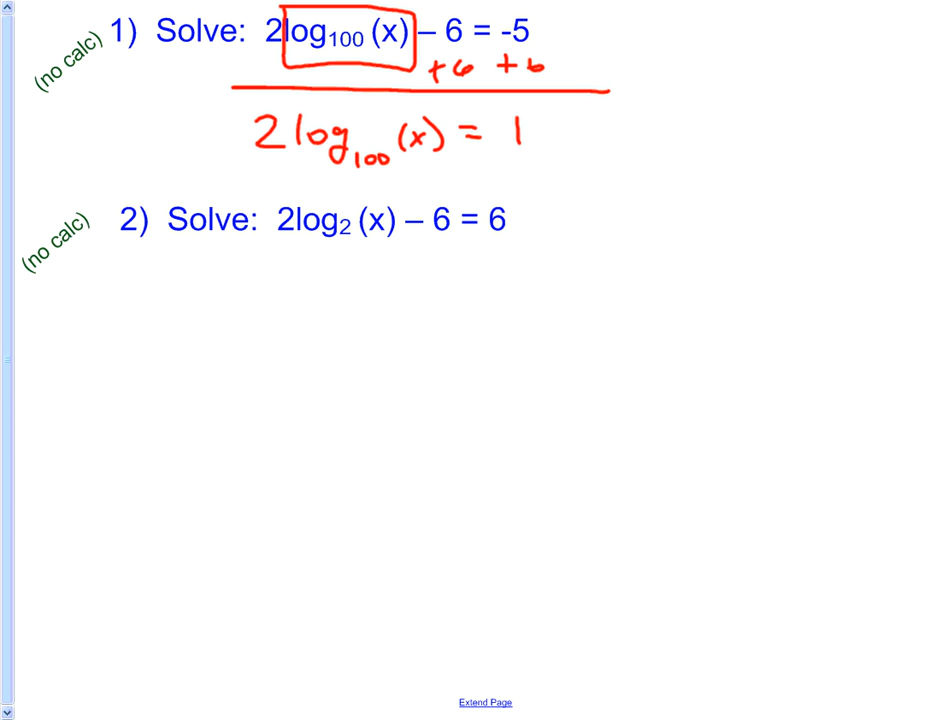 (no calc) 1) Solve: 2log₁₀₀ (x) – 6 = -5
+6 +6
2log₁₀₀ (x) = 1
(no calc) 2) Solve: 2log₂ (x) – 6 = 6
Extend Page